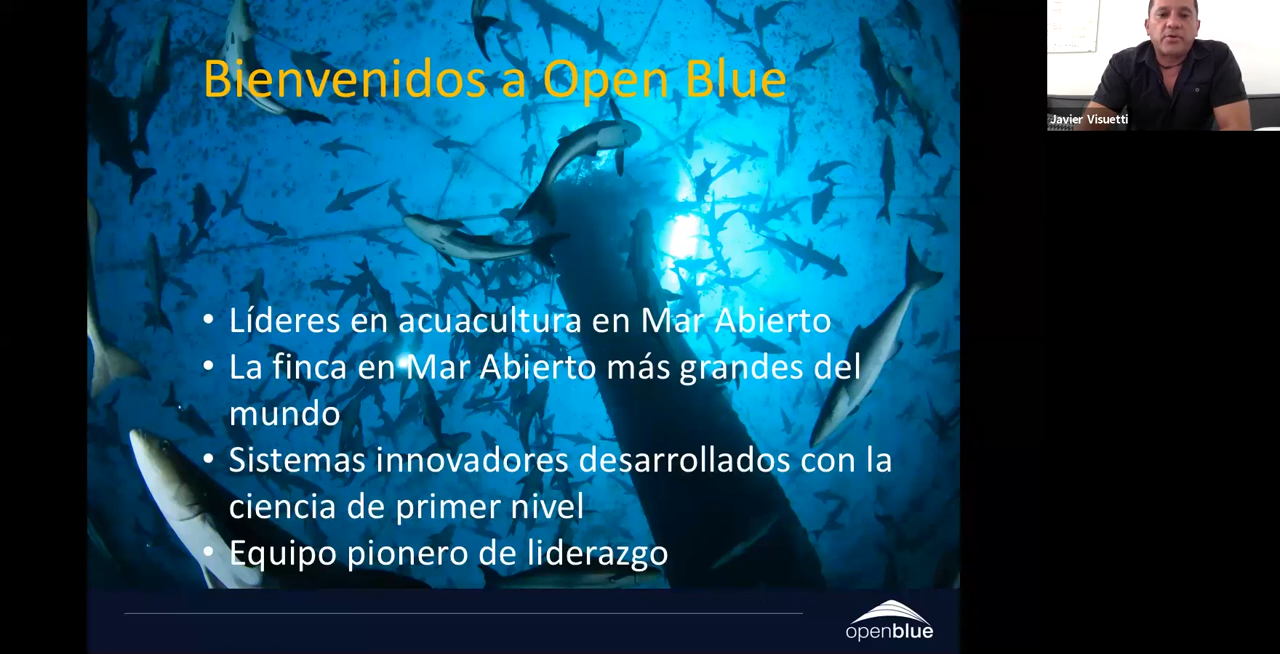 Bienvenidos a Open Blue
Javier Visuetti
• Líderes en acuacultura en Mar Abierto
• La finca en Mar Abierto más grandes del
mundo
• Sistemas innovadores desarrollados con la
ciencia de primer nivel
• Equipo pionero de liderazgo
openblue